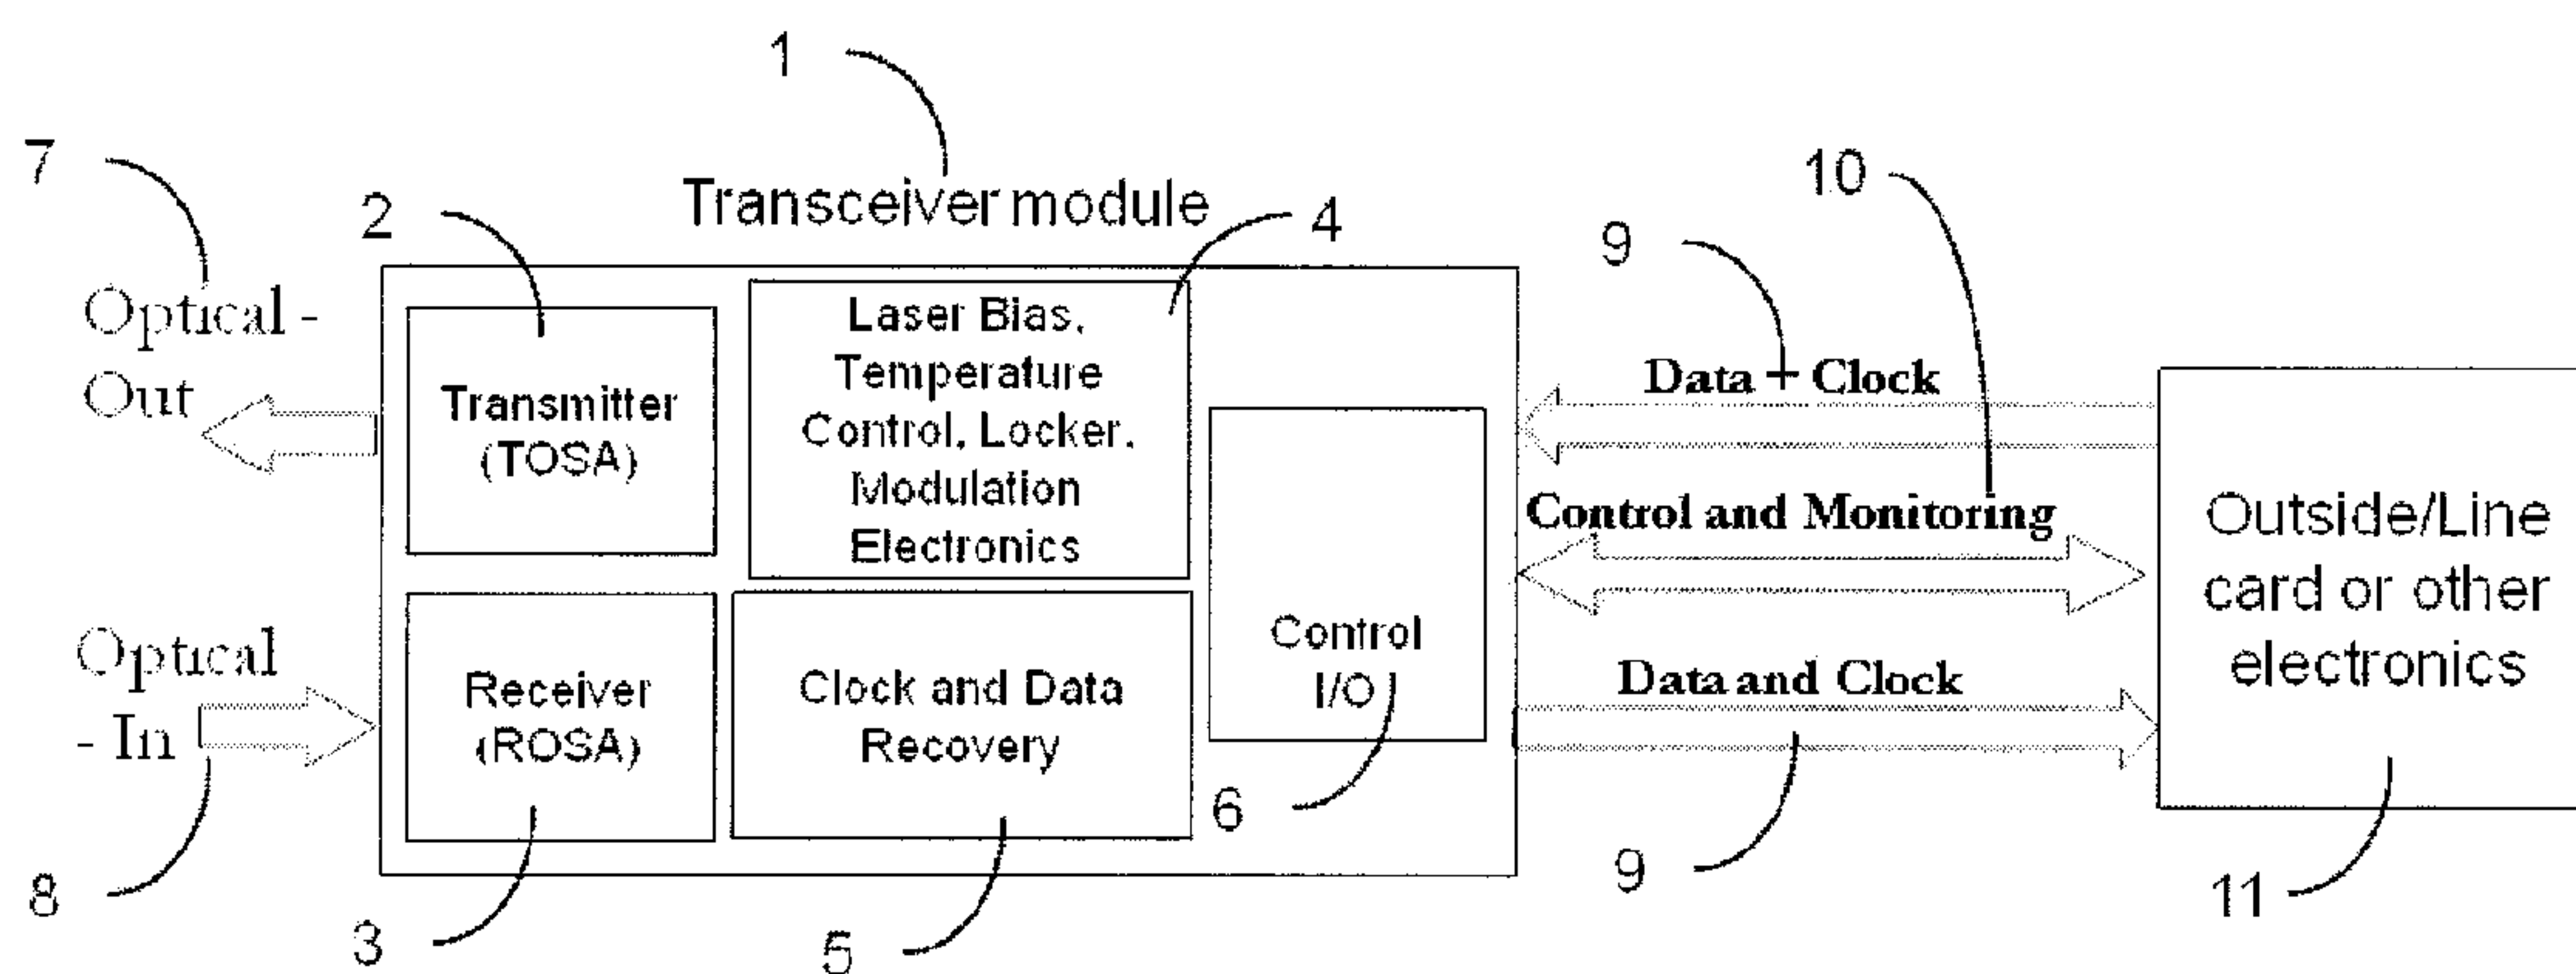 1
7
2
Transceiver module
4
10
9
Optical -
Out
Transmitter
(TOSA)
Laser Bias,
Temperature
Control, Locker,
Modulation
Electronics
Data + Clock
Control and Monitoring
Outside/Line
card or other
electronics
Optical
- In
Receiver
(ROSA)
Clock and Data
Recovery
Control
I/O
Data and Clock
8
3
5
6
9
11